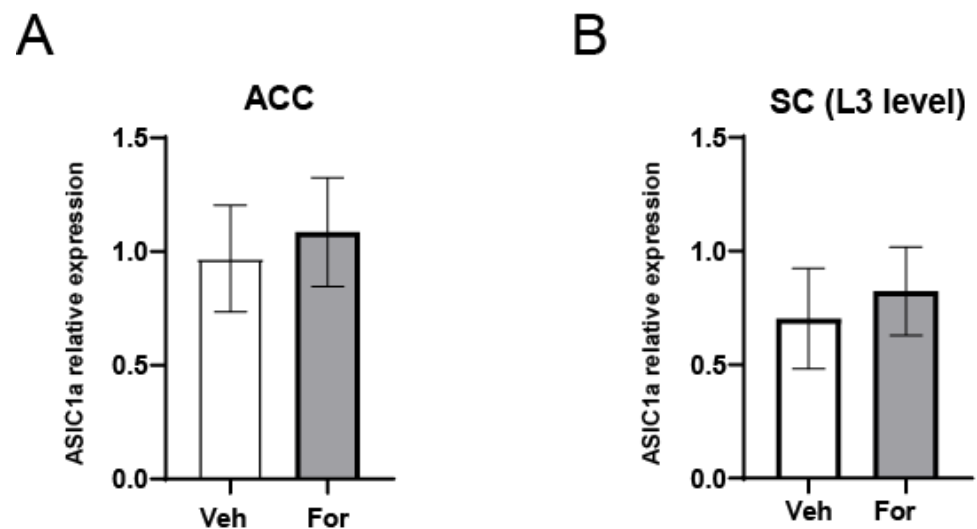 A
ACC
ASIC1a relative expression
1.5
1.0
0.5
0.0
Veh For
B
SC (L3 level)
ASIC1a relative expression
1.5
1.0
0.5
0.0
Veh For